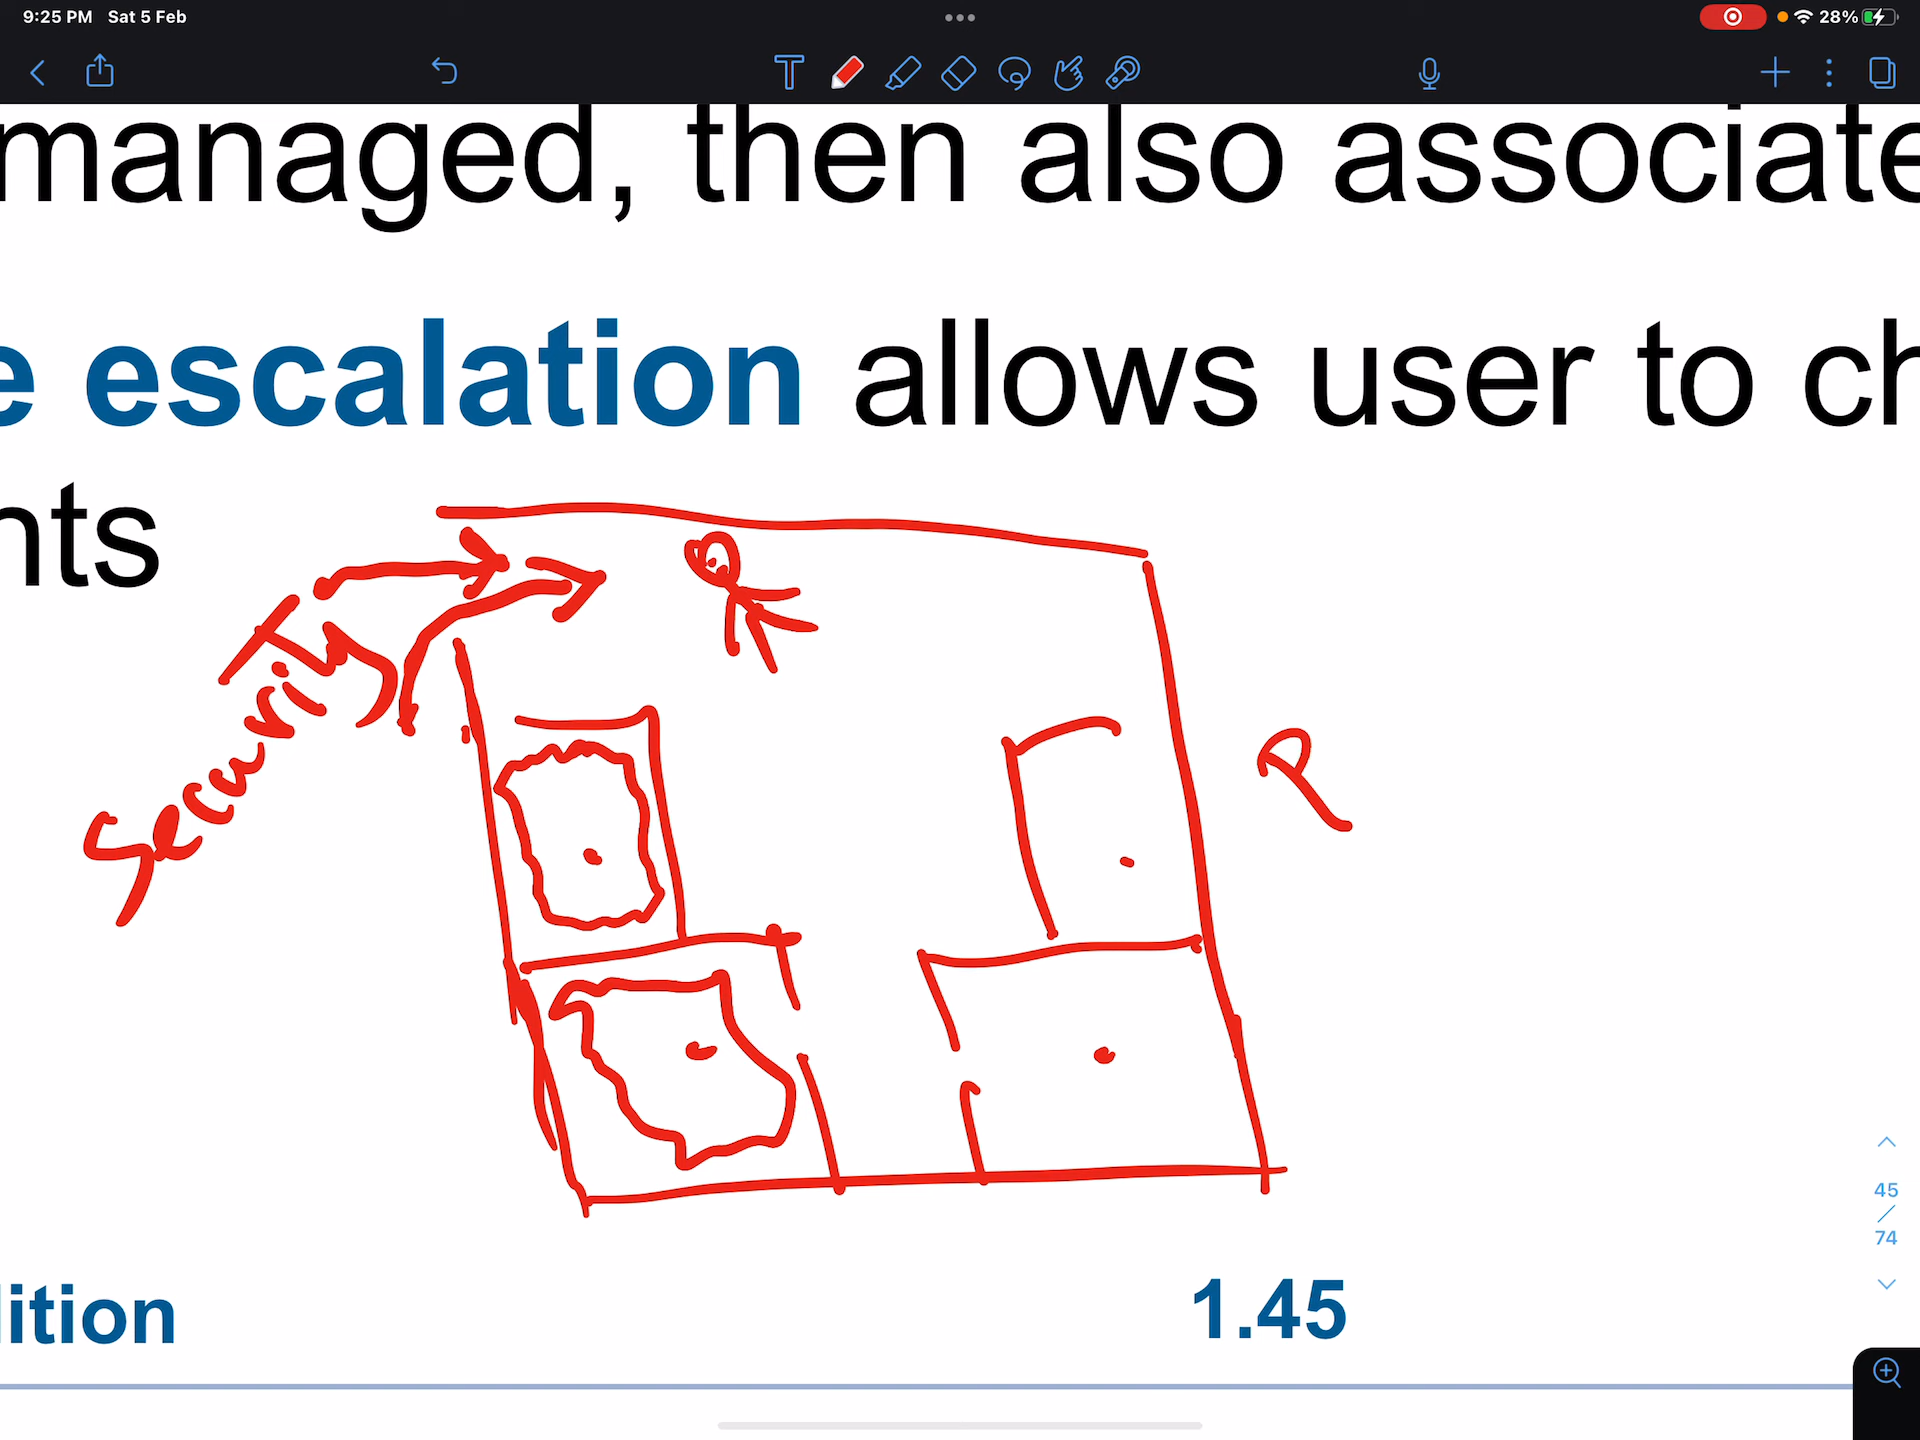 9:25 PM Sat 5 Feb
28%
managed, then also associate
e escalation allows user to ch
nts
Security
P
45
74
lition
1.45